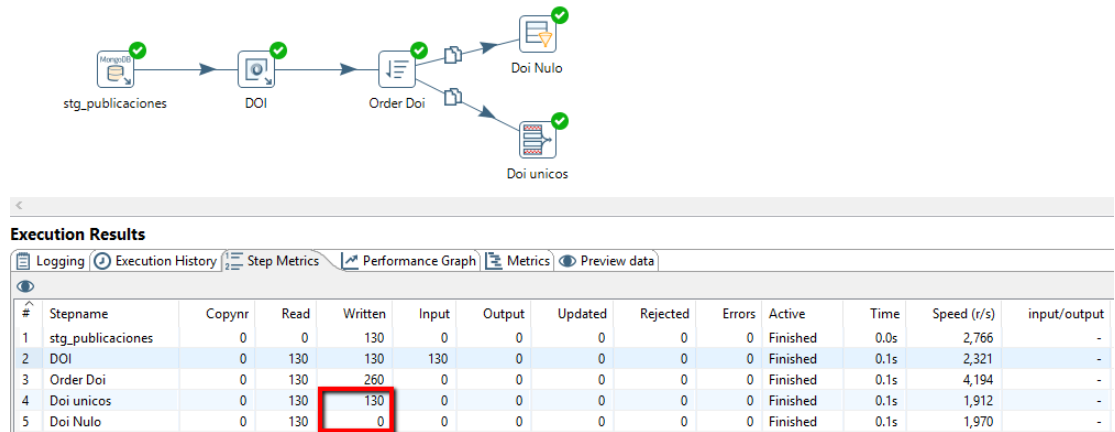 MongoDB
stg_publicaciones
DOI
Order Doi
Doi Nulo
Doi unicos
Execution Results
Logging Execution History Step Metrics Performance Graph Metrics Preview data
# Stepname Copynr Read Written Input Output Updated Rejected Errors Active Time Speed (r/s) input/output
1 stg_publicaciones 0 0 130 0 0 0 0 0 Finished 0.0s 2,766 -
2 DOI 0 130 130 130 0 0 0 0 Finished 0.1s 2,321 -
3 Order Doi 0 130 260 0 0 0 0 0 Finished 0.1s 4,194 -
4 Doi unicos 0 130 130 0 0 0 0 0 Finished 0.1s 1,912 -
5 Doi Nulo 0 130 0 0 0 0 0 0 Finished 0.1s 1,970 -